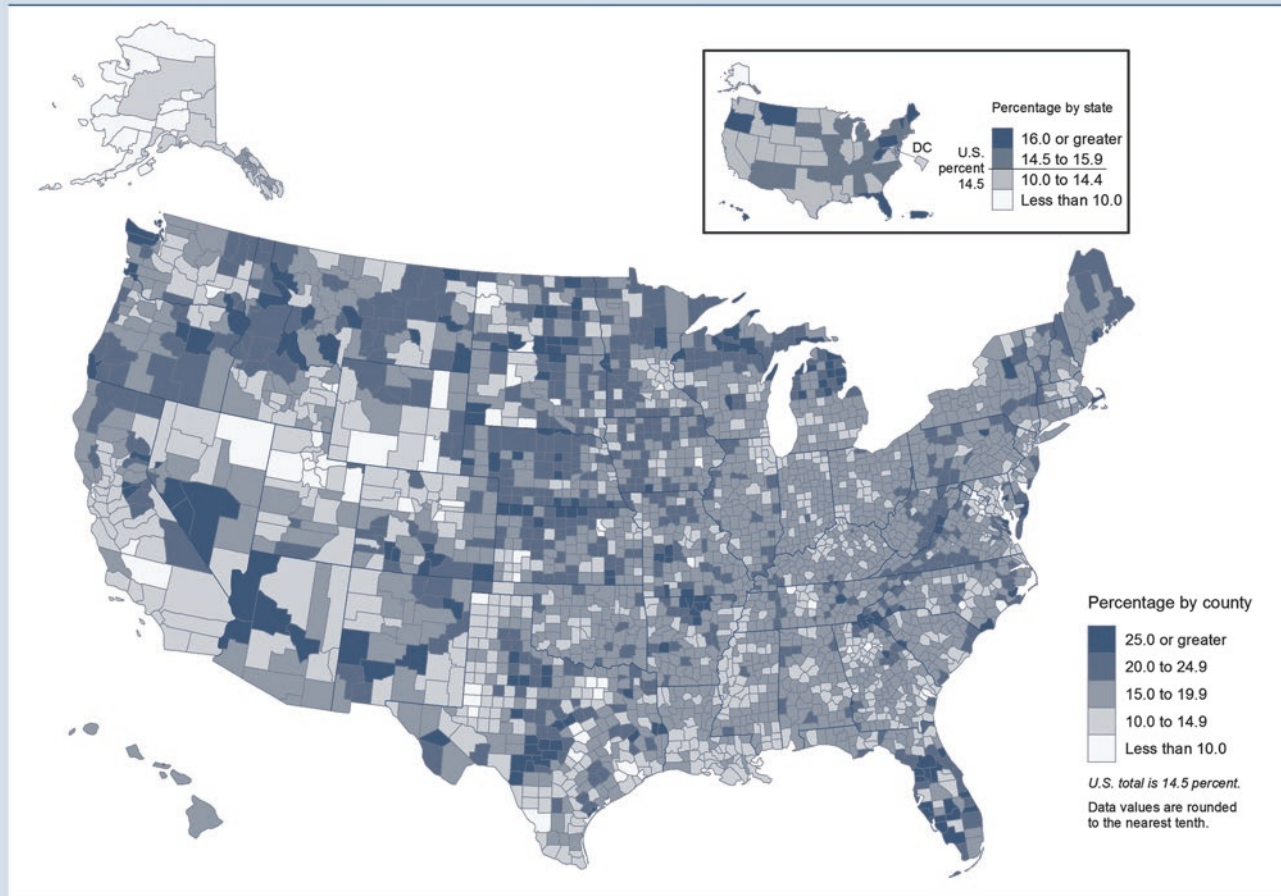 Percentage by state
16.0 or greater
14.5 to 15.9
10.0 to 14.4
Less than 10.0
U.S.
percent
14.5
DC
Percentage by county
25.0 or greater
20.0 to 24.9
15.0 to 19.9
10.0 to 14.9
Less than 10.0
U.S. total is 14.5 percent.
Data values are rounded
to the nearest tenth.